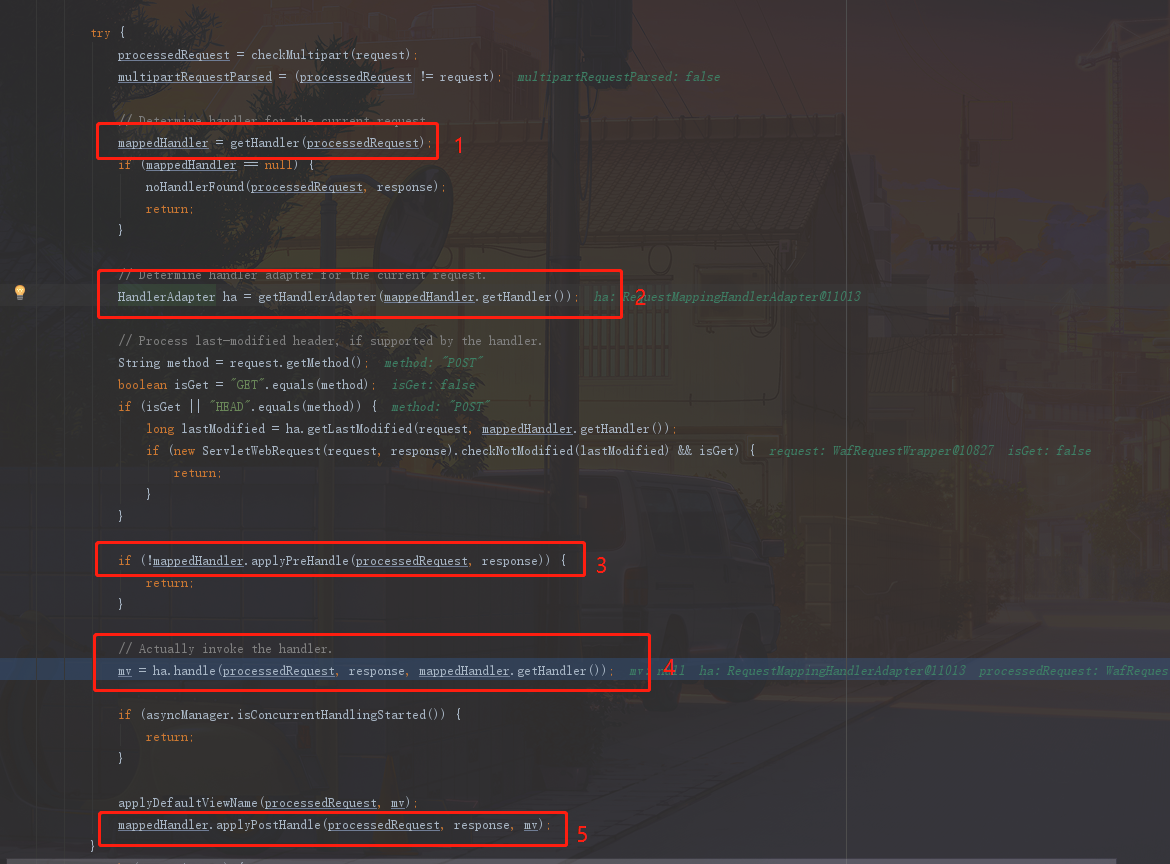 try {
processedRequest = checkMultipart(request);
multipartRequestParsed = (processedRequest != request); multipartRequestParsed: false
// Determine handler for the current request.
mappedHandler = getHandler(processedRequest); 1
if (mappedHandler == null) {
noHandlerFound(processedRequest, response);
return;
}
// Determine handler adapter for the current request.
HandlerAdapter ha = getHandlerAdapter(mappedHandler.getHandler()); ha: RequestMappingHandlerAdapter@11013 2
// Process last-modified header, if supported by the handler.
String method = request.getMethod(); method: "POST"
boolean isGet = "GET".equals(method); isGet: false
if (isGet || "HEAD".equals(method)) { method: "POST"
long lastModified = ha.getLastModified(request, mappedHandler.getHandler());
if (new ServletWebRequest(request, response).checkNotModified(lastModified) && isGet) { request: WafRequestWrapper@10827 isGet: false
return;
}
}
if (!mappedHandler.applyPreHandle(processedRequest, response)) { 3
return;
}
// Actually invoke the handler.
mv = ha.handle(processedRequest, response, mappedHandler.getHandler()); mv: null 4 ha: RequestMappingHandlerAdapter@11013 processedRequest: WafReques
if (asyncManager.isConcurrentHandlingStarted()) {
return;
}
applyDefaultViewName(processedRequest, mv);
mappedHandler.applyPostHandle(processedRequest, response, mv); 5
}